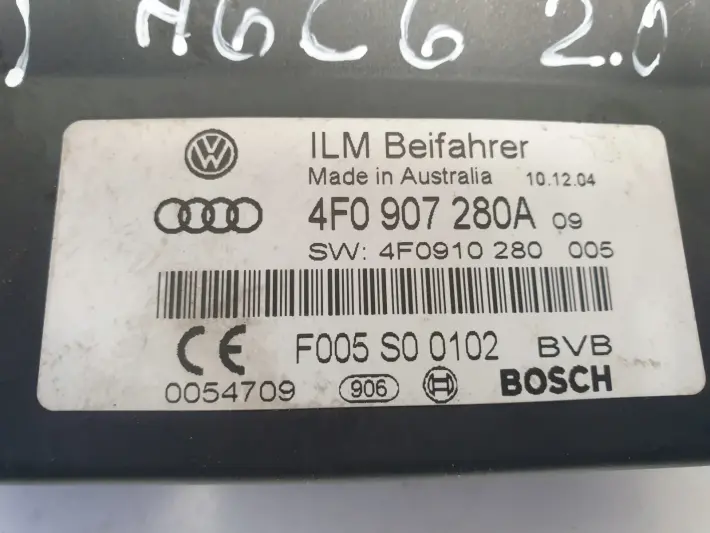 A6C6 2.0
ILM Beifahrer
Made in Australia 10.12.04
4F0 907 280A 09
SW: 4F0910 280 005
F005 S0 0102 BVB
0054709 906 BOSCH